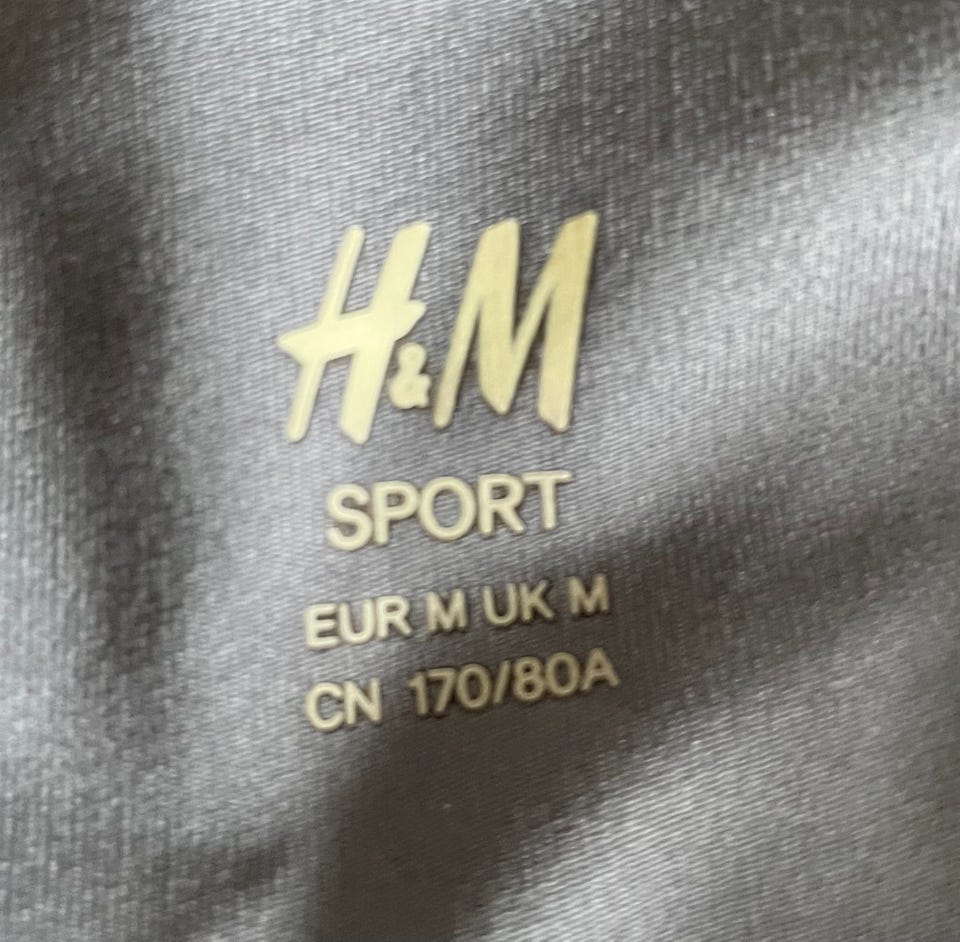 H&M
SPORT
EUR M UK M
CN 170/80A